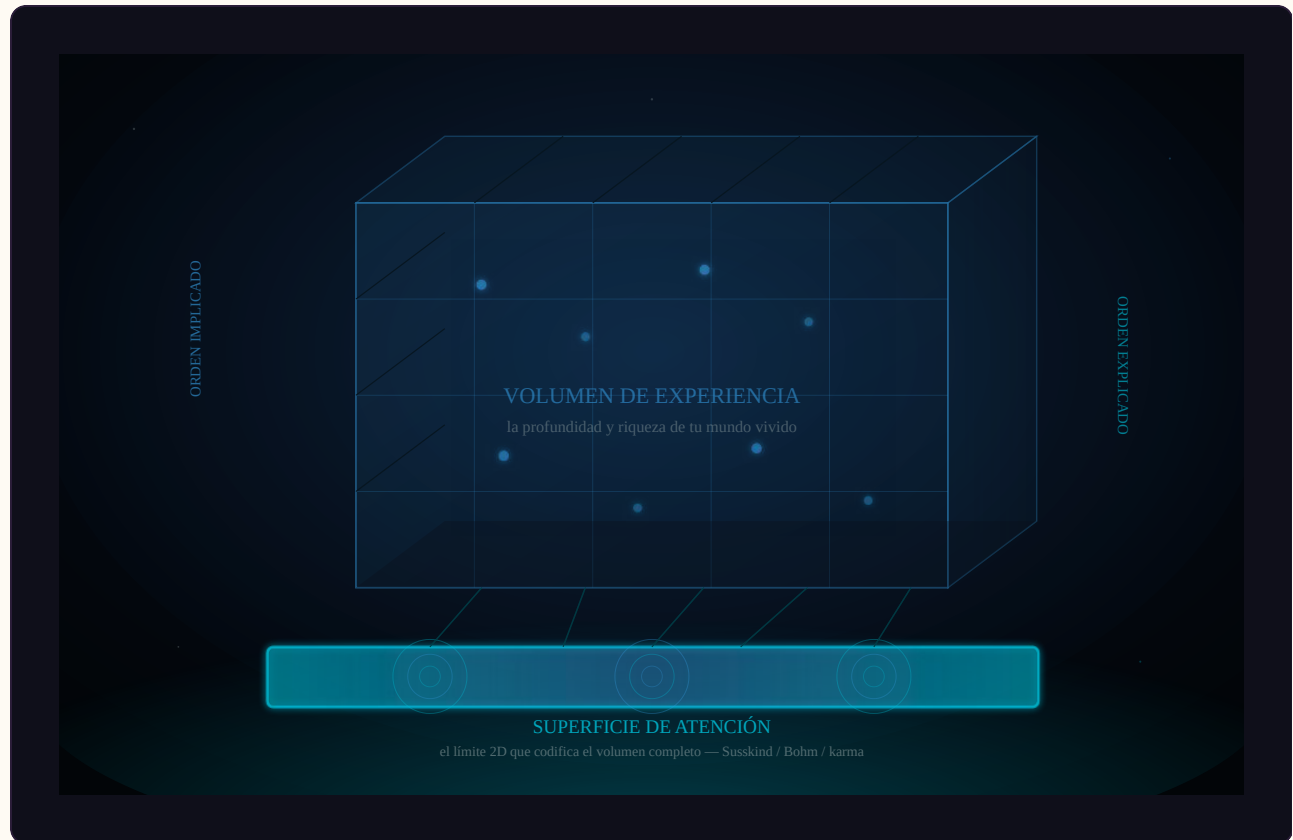 ORDEN IMPLICADO
ORDEN EXPLICADO
VOLUMEN DE EXPERIENCIA
la profundidad y riqueza de tu mundo vivido
SUPERFICIE DE ATENCIÓN
el límite 2D que codifica el volumen completo — Susskind / Bohm / karma